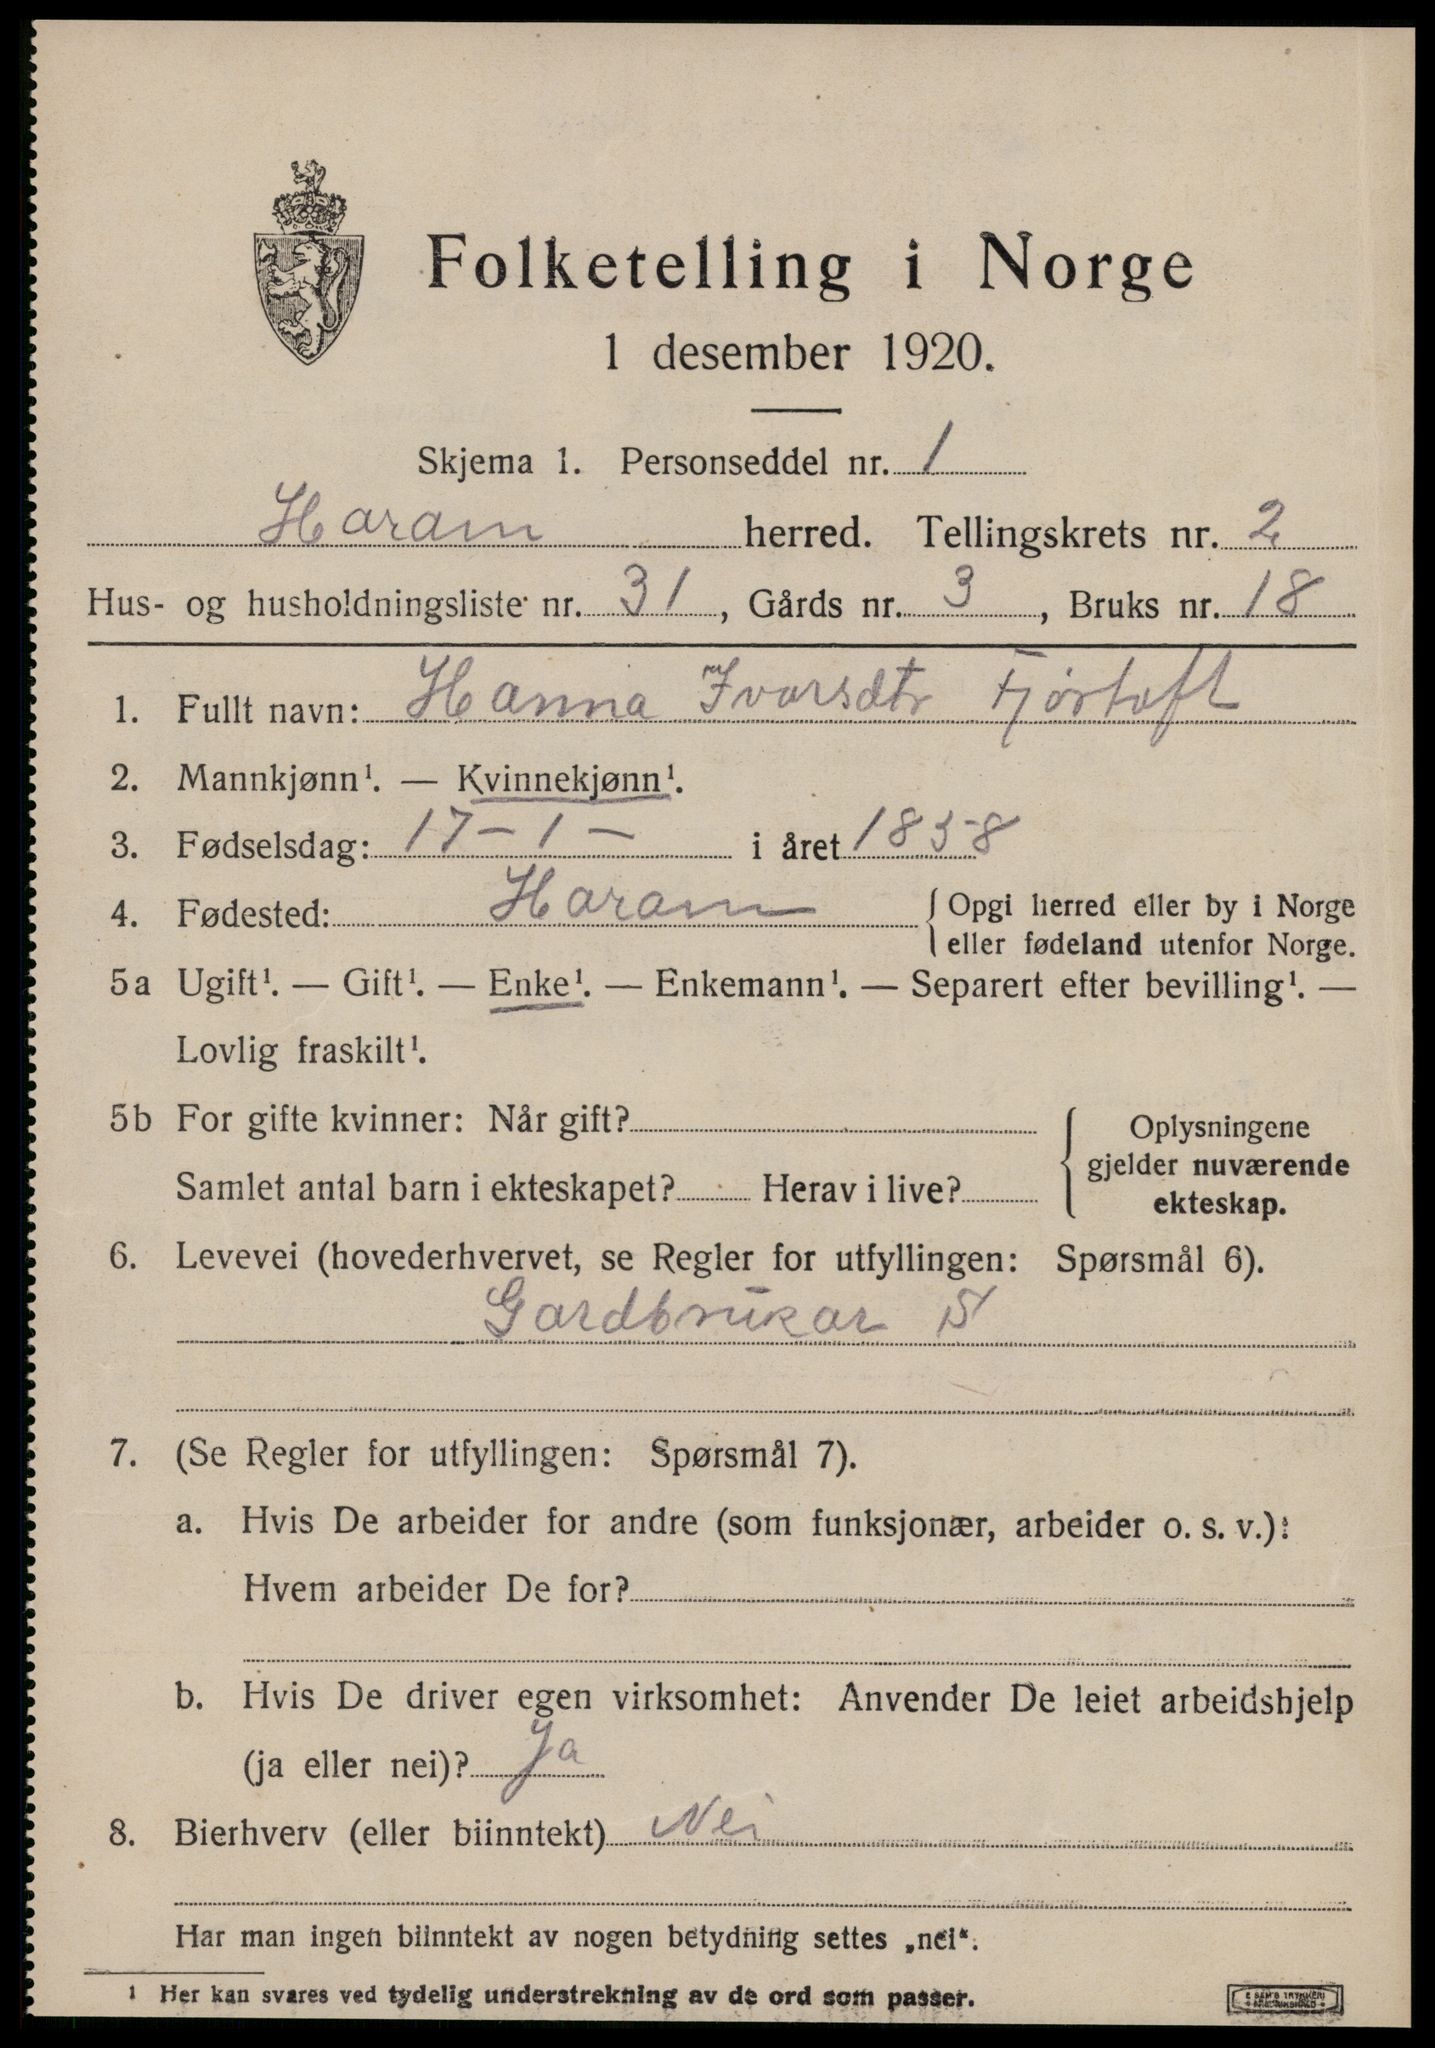 Folketelling i Norge
1 desember 1920.
Skjema 1. Personseddel nr. 1
Haram herred. Tellingskrets nr. 2
Hus- og husholdningsliste nr. 31, Gårds nr. 3, Bruks nr. 18
1. Fullt navn: Hanna Ivarsdtr Fjørtoft
2. Mannkjønn¹. — Kvinnekjønn¹.
3. Fødselsdag: 17-1- i året 1858
4. Fødested: Haram {Opgi herred eller by i Norge
eller fødeland utenfor Norge.
5a Ugift¹. — Gift¹. — Enke¹. — Enkemann¹. — Separert efter bevilling¹. —
Lovlig fraskilt¹.
5b For gifte kvinner: Når gift?
Samlet antal barn i ekteskapet? Herav i live?
Oplysningene
gjelder nuværende
ekteskap.
6. Levevei (hovederhvervet, se Regler for utfyllingen: Spørsmål 6).
Gardbrukar S
7. (Se Regler for utfyllingen: Spørsmål 7).
a. Hvis De arbeider for andre (som funksjonær, arbeider o. s. v.):
Hvem arbeider De for?
b. Hvis De driver egen virksomhet: Anvender De leiet arbeidshjelp
(ja eller nei)? Ja
8. Bierhverv (eller biinntekt) Nei
Har man ingen biinntekt av nogen betydning settes „nei“.
¹ Her kan svares ved tydelig understrekning av de ord som passer.